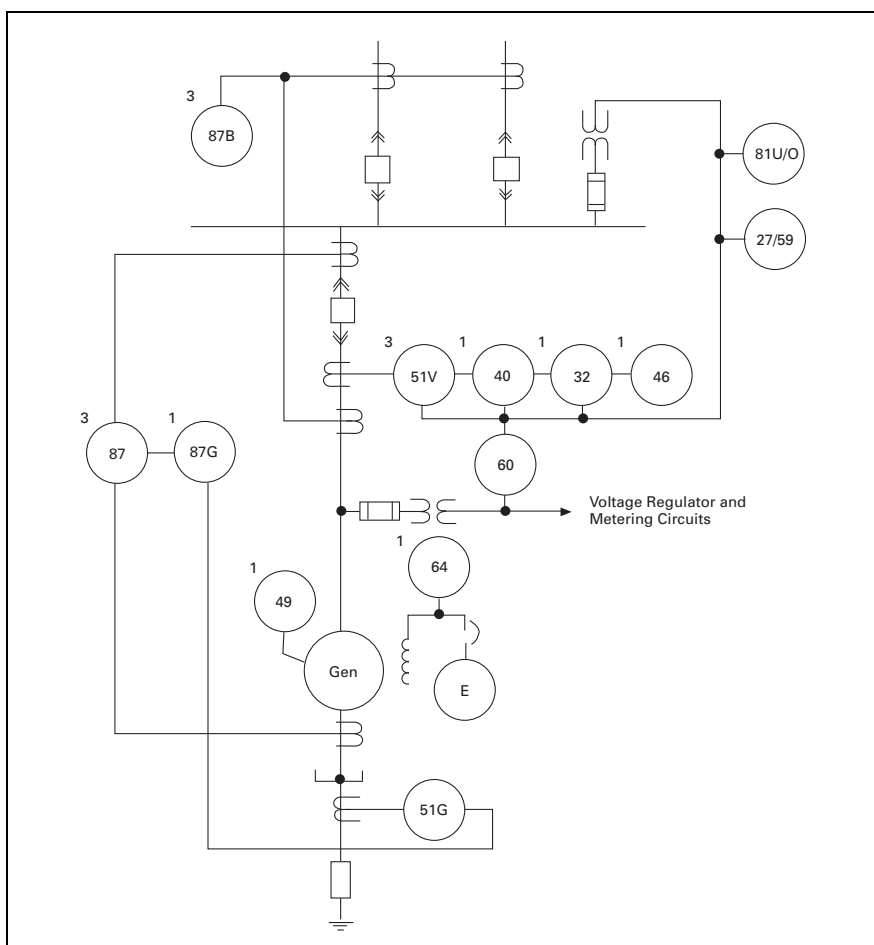 3
87B
81U/O
27/59
3
1
1
1
51V
40
32
46
3
1
87
87G
60
Voltage Regulator and
Metering Circuits
1
64
1
49
Gen
E
51G